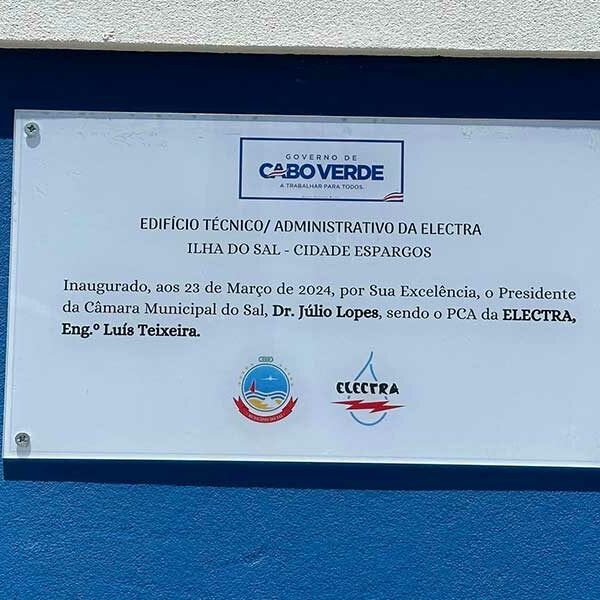 GOVERNO DE
CABO VERDE
A TRABALHAR PARA TODOS.
EDIFÍCIO TÉCNICO/ ADMINISTRATIVO DA ELECTRA
ILHA DO SAL - CIDADE ESPARGOS
Inaugurado, aos 23 de Março de 2024, por Sua Excelência, o Presidente
da Câmara Municipal do Sal, Dr. Júlio Lopes, sendo o PCA da ELECTRA,
Eng.º Luís Teixeira.
ELECTRA